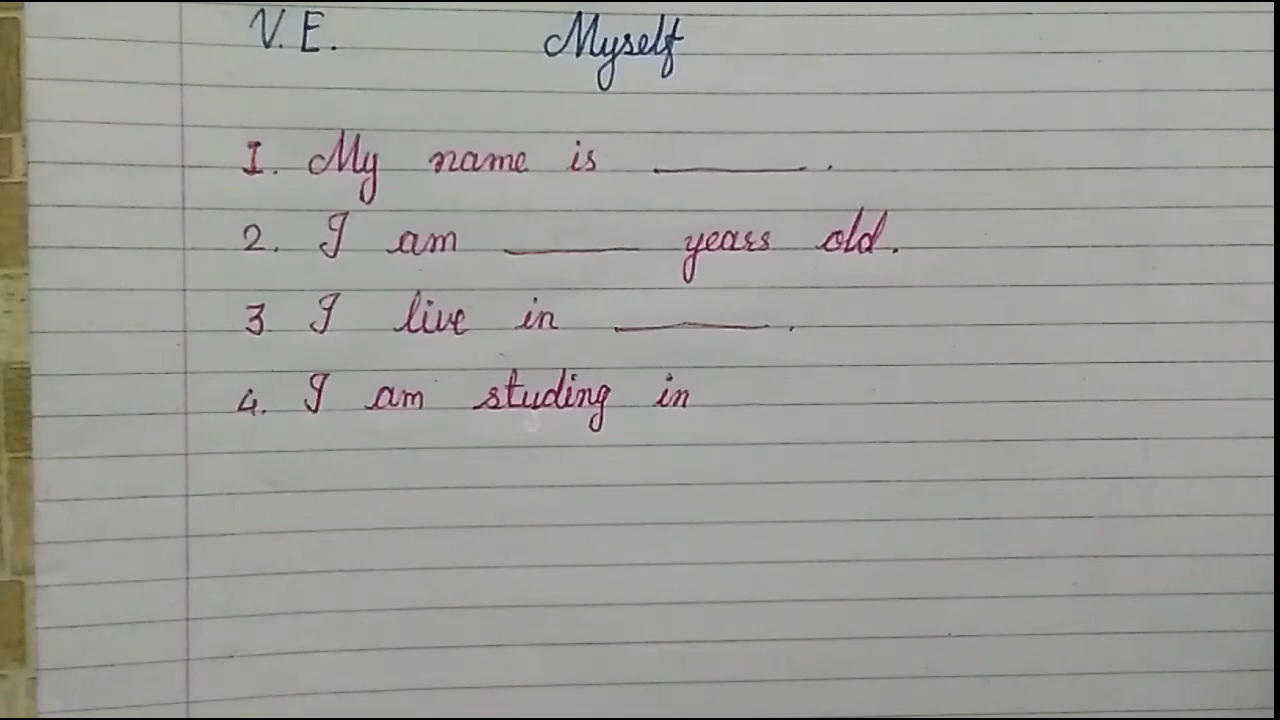 V. E. Myself
1. My name is ______ .
2. I am ______ years old.
3. I live in ______ .
4. I am studing in